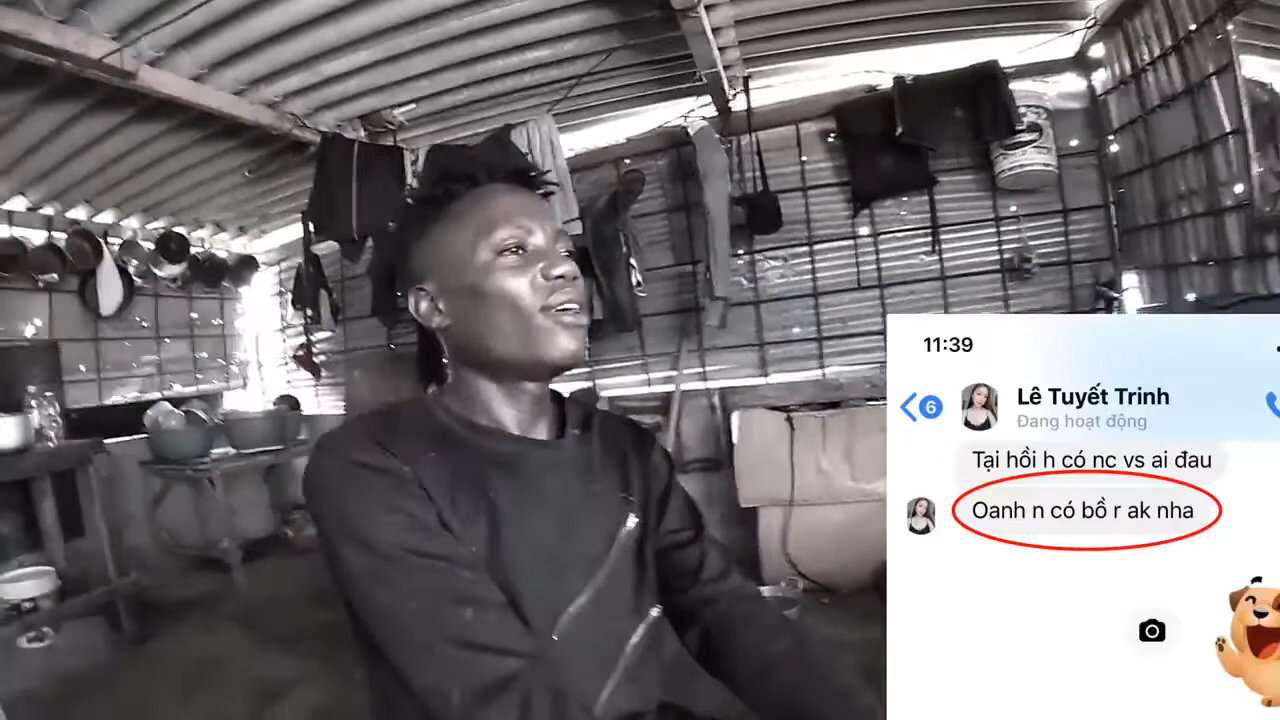 11:39
6
Lê Tuyết Trinh
Đang hoạt động
Tại hồi h có nc vs ai đau
Oanh n có bồ r ak nha